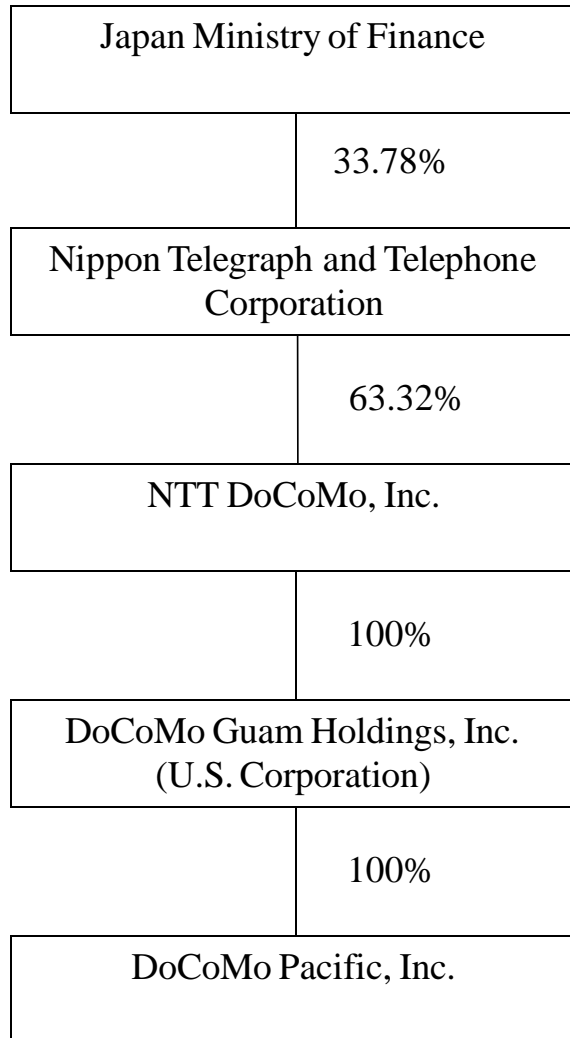 Japan Ministry of Finance
33.78%
Nippon Telegraph and Telephone
Corporation
63.32%
NTT DoCoMo, Inc.
100%
DoCoMo Guam Holdings, Inc.
(U.S. Corporation)
100%
DoCoMo Pacific, Inc.